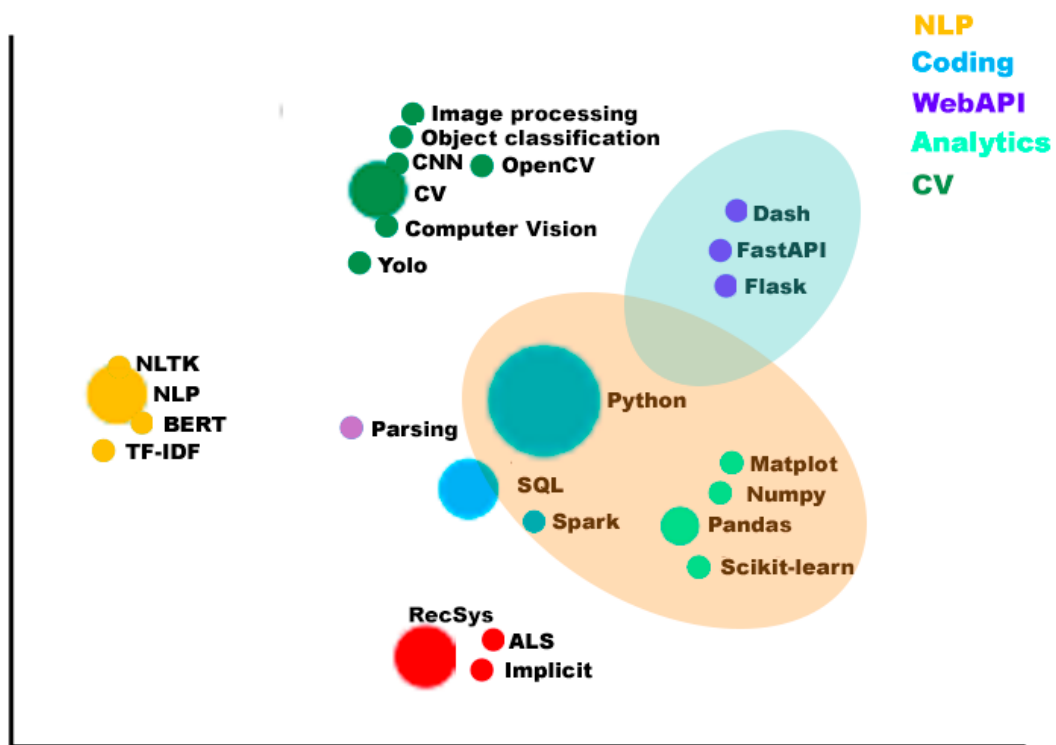 NLP
Coding
WebAPI
Analytics
CV
Image processing
Object classification
CNN
OpenCV
CV
Computer Vision
Yolo
Dash
FastAPI
Flask
NLTK
NLP
BERT
TF-IDF
Parsing
Python
SQL
Spark
Matplot
Numpy
Pandas
Scikit-learn
RecSys
ALS
Implicit